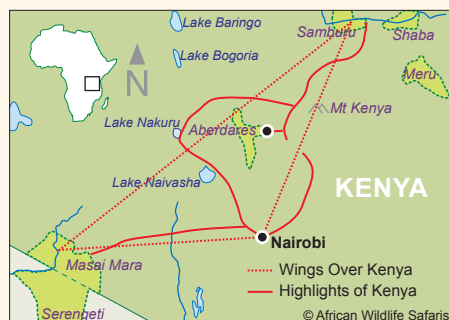 Lake Baringo
Samburu
Shaba
Lake Bogoria
N
Meru
Mt Kenya
Lake Nakuru
Aberdares
Lake Naivasha
KENYA
Nairobi
Masai Mara
Wings Over Kenya
Highlights of Kenya
Serengeti
© African Wildlife Safaris